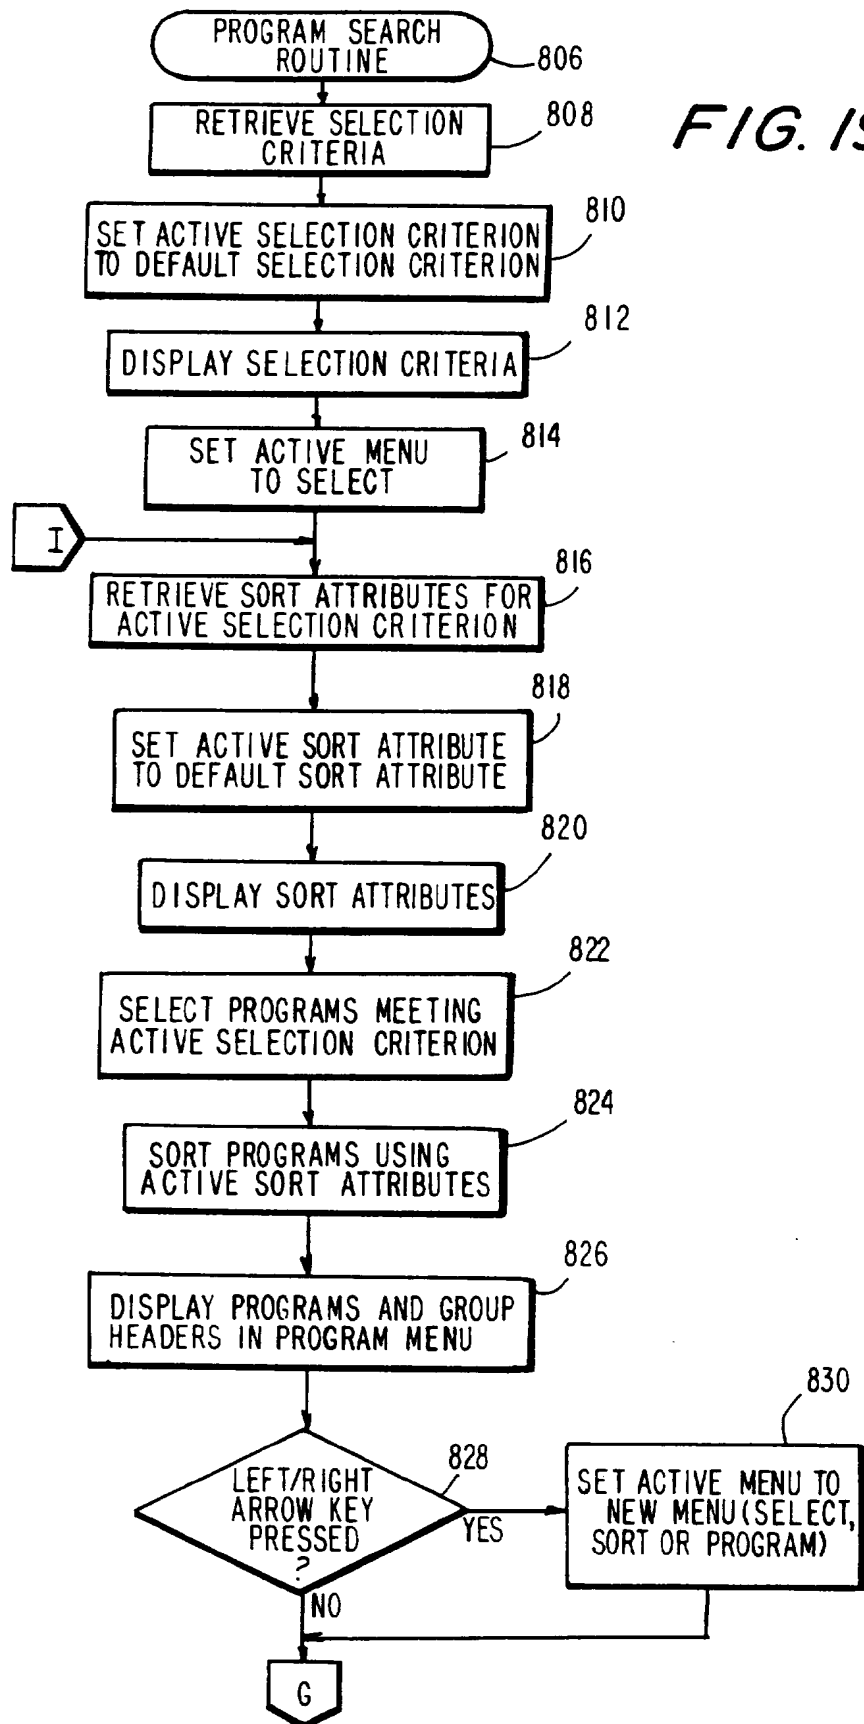 PROGRAM SEARCH
ROUTINE
806
FIG. 19
RETRIEVE SELECTION
CRITERIA
808
SET ACTIVE SELECTION CRITERION
TO DEFAULT SELECTION CRITERION
810
DISPLAY SELECTION CRITERIA
812
SET ACTIVE MENU
TO SELECT
814
I
RETRIEVE SORT ATTRIBUTES FOR
ACTIVE SELECTION CRITERION
816
SET ACTIVE SORT ATTRIBUTE
TO DEFAULT SORT ATTRIBUTE
818
DISPLAY SORT ATTRIBUTES
820
SELECT PROGRAMS MEETING
ACTIVE SELECTION CRITERION
822
SORT PROGRAMS USING
ACTIVE SORT ATTRIBUTES
824
DISPLAY PROGRAMS AND GROUP
HEADERS IN PROGRAM MENU
826
LEFT/RIGHT
ARROW KEY
PRESSED
?
828
YES
NO
SET ACTIVE MENU TO
NEW MENU (SELECT,
SORT OR PROGRAM)
830
G